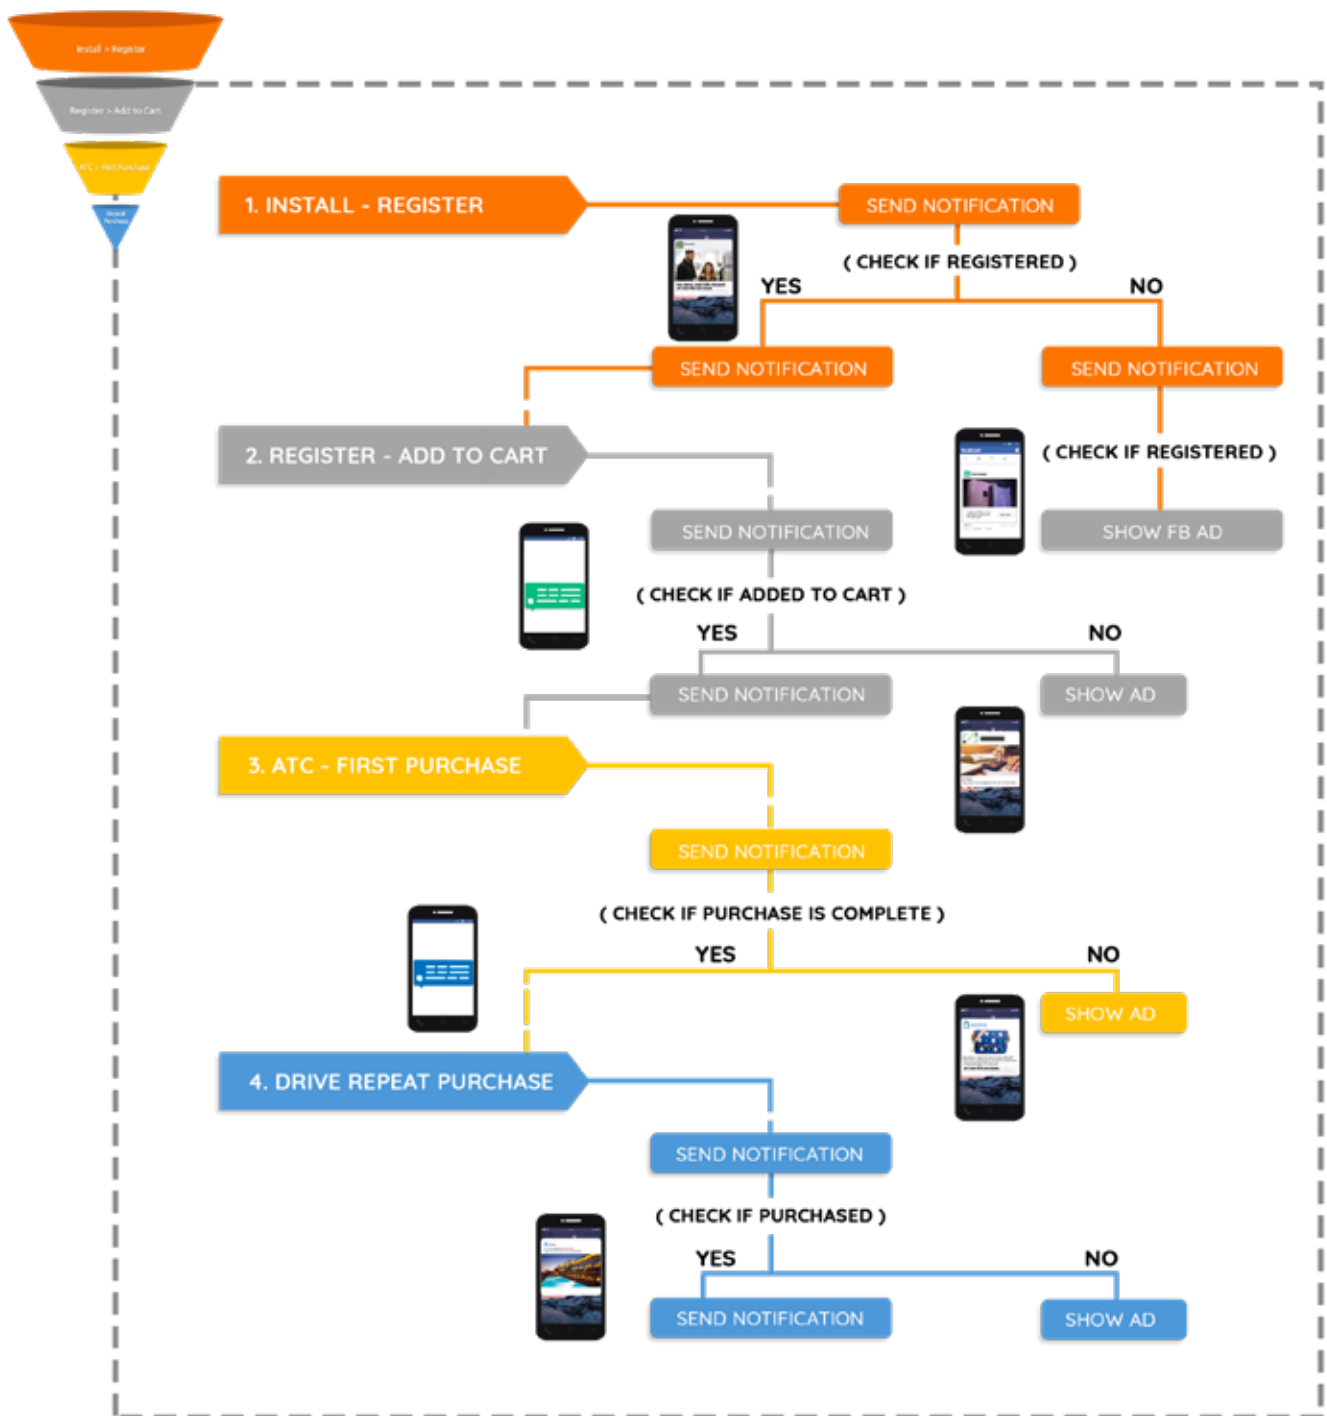 Install > Register
Register > Add to Cart
ATC > First Purchase
Repeat
Purchase
1. INSTALL - REGISTER
SEND NOTIFICATION
( CHECK IF REGISTERED )
YES
NO
SEND NOTIFICATION
SEND NOTIFICATION
2. REGISTER - ADD TO CART
( CHECK IF REGISTERED )
SEND NOTIFICATION
SHOW FB AD
( CHECK IF ADDED TO CART )
YES
NO
SEND NOTIFICATION
SHOW AD
3. ATC - FIRST PURCHASE
SEND NOTIFICATION
( CHECK IF PURCHASE IS COMPLETE )
YES
NO
SHOW AD
4. DRIVE REPEAT PURCHASE
SEND NOTIFICATION
( CHECK IF PURCHASED )
YES
NO
SEND NOTIFICATION
SHOW AD